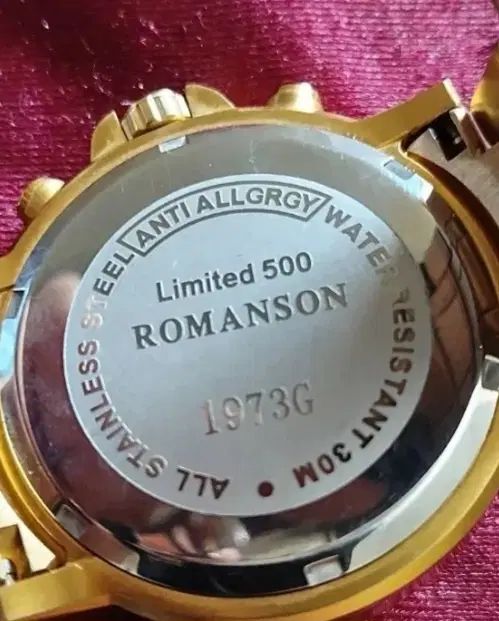 ANTI ALLGRGY
WATER RESISTANT 30M
ALL STAINLESS STEEL
Limited 500
ROMANSON
1973G